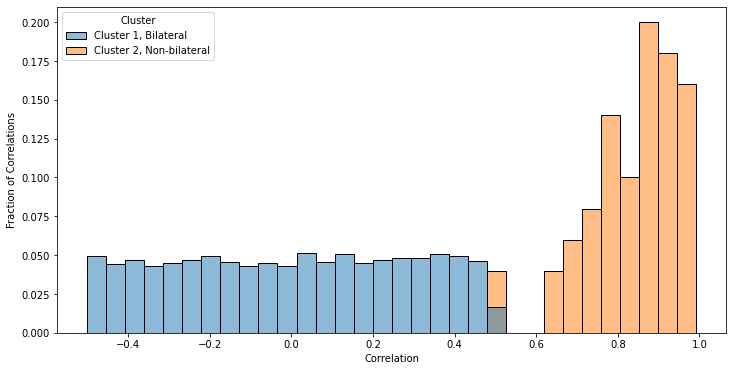 Cluster
Cluster 1, Bilateral
Cluster 2, Non-bilateral
0.200
0.175
0.150
0.125
0.100
0.075
0.050
0.025
0.000
Fraction of Correlations
−0.4 −0.2 0.0 0.2 0.4 0.6 0.8 1.0
Correlation